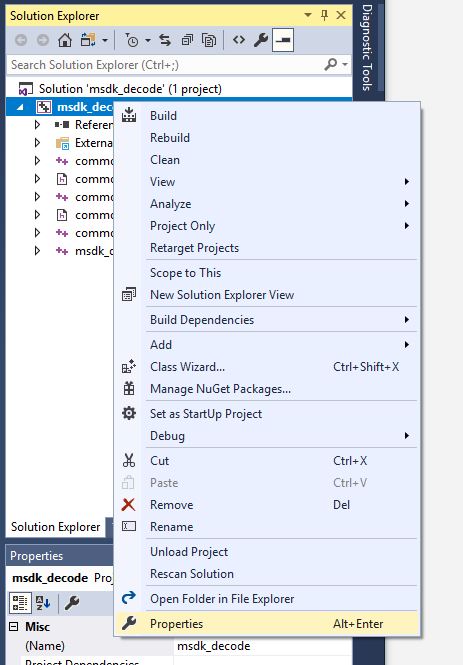 Solution Explorer
Diagnostic Tools
Search Solution Explorer (Ctrl+;)
Solution 'msdk_decode' (1 project)
msdk_deco
Referen
Externa
commo
commo
commo
commo
commo
msdk_d
Build
Rebuild
Clean
View
Analyze
Project Only
Retarget Projects
Scope to This
New Solution Explorer View
Build Dependencies
Add
Class Wizard... Ctrl+Shift+X
Manage NuGet Packages...
Set as StartUp Project
Debug
Cut Ctrl+X
Paste Ctrl+V
Remove Del
Rename
Unload Project
Rescan Solution
Open Folder in File Explorer
Properties Alt+Enter
Solution Explorer
Properties
msdk_decode Proj
Misc
(Name) msdk_decode
Project Dependencies